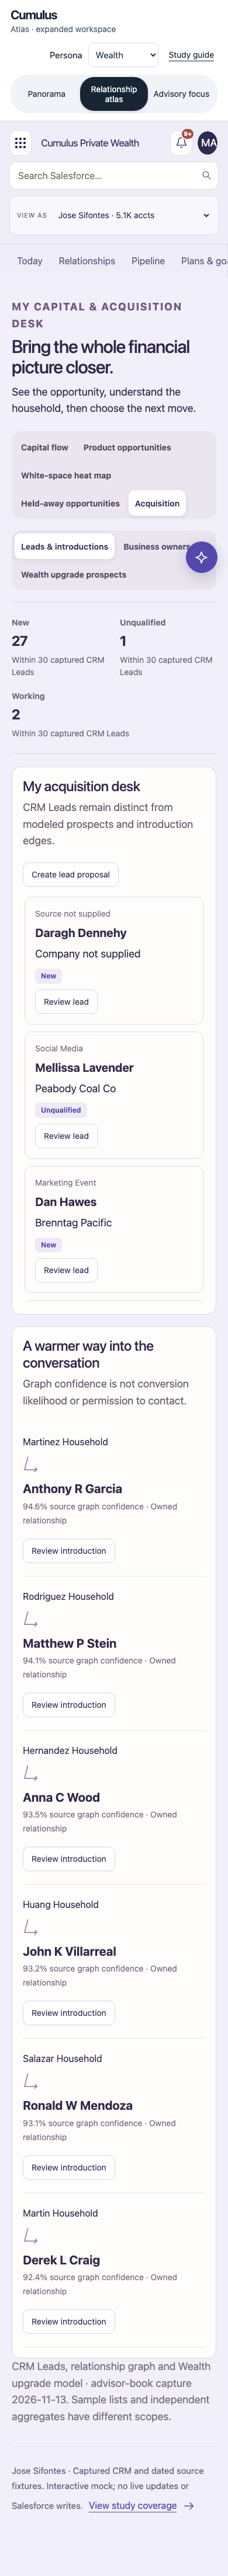 Cumulus
Atlas · expanded workspace
Persona
Wealth
Study guide
Panorama
Relationship
atlas
Advisory focus
Cumulus Private Wealth
9+
MA
Search Salesforce...
VIEW AS
Jose Sifontes · 5.1K accts
Today
Relationships
Pipeline
Plans & goa
MY CAPITAL & ACQUISITION
DESK
Bring the whole financial
picture closer.
See the opportunity, understand the
household, then choose the next move.
Capital flow
Product opportunities
White-space heat map
Held-away opportunities
Acquisition
Leads & introductions
Business owners
Wealth upgrade prospects
New
27
Within 30 captured CRM
Leads
Unqualified
1
Within 30 captured CRM
Leads
Working
2
Within 30 captured CRM Leads
My acquisition desk
CRM Leads remain distinct from
modeled prospects and introduction
edges.
Create lead proposal
Source not supplied
Daragh Dennehy
Company not supplied
New
Review lead
Social Media
Mellissa Lavender
Peabody Coal Co
Unqualified
Review lead
Marketing Event
Dan Hawes
Brenntag Pacific
New
Review lead
A warmer way into the
conversation
Graph confidence is not conversion
likelihood or permission to contact.
Martinez Household
Anthony R Garcia
94.6% source graph confidence · Owned
relationship
Review introduction
Rodriguez Household
Matthew P Stein
94.1% source graph confidence · Owned
relationship
Review introduction
Hernandez Household
Anna C Wood
93.5% source graph confidence · Owned
relationship
Review introduction
Huang Household
John K Villarreal
93.2% source graph confidence · Owned
relationship
Review introduction
Salazar Household
Ronald W Mendoza
93.1% source graph confidence · Owned
relationship
Review introduction
Martin Household
Derek L Craig
92.4% source graph confidence · Owned
relationship
Review introduction
CRM Leads, relationship graph and Wealth
upgrade model · advisor-book capture
2026-11-13. Sample lists and independent
aggregates have different scopes.
Jose Sifontes · Captured CRM and dated source
fixtures. Interactive mock; no live updates or
Salesforce writes. View study coverage →